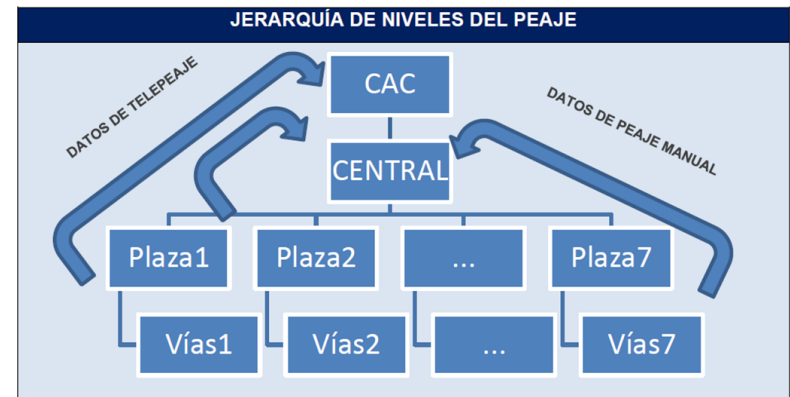 JERARQUÍA DE NIVELES DEL PEAJE
DATOS DE TELEPEAJE
CAC
DATOS DE PEAJE MANUAL
CENTRAL
Plaza1
Plaza2
...
Plaza7
Vías1
Vías2
...
Vías7